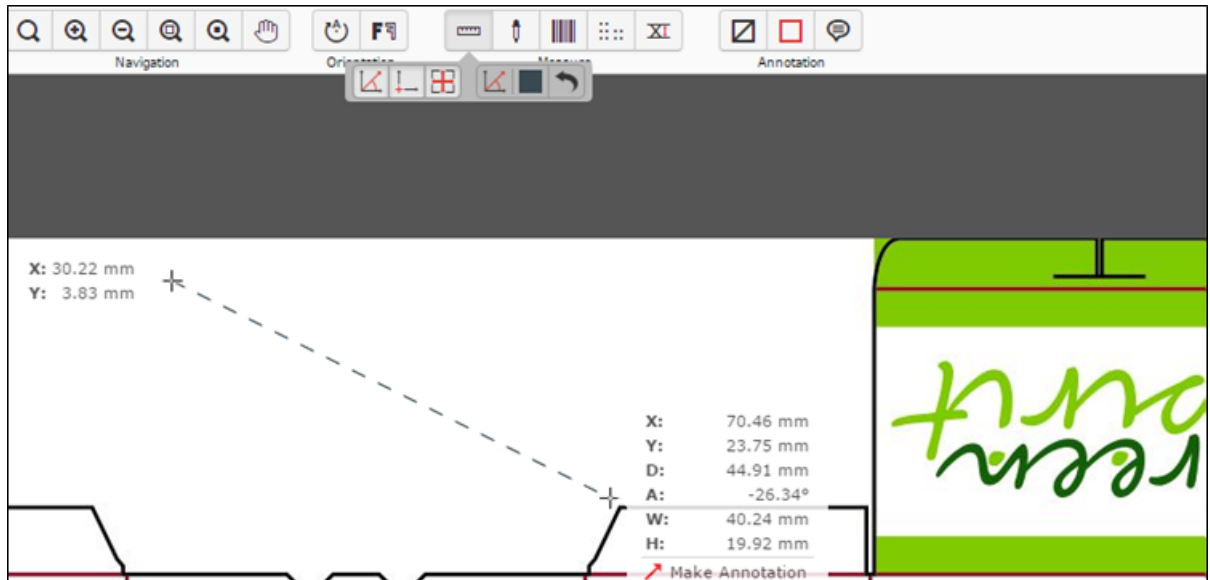 Navigation
Orientation
Measure
Annotation
X: 30.22 mm
Y: 3.83 mm
X: 70.46 mm
Y: 23.75 mm
D: 44.91 mm
A: -26.34°
W: 40.24 mm
H: 19.92 mm
Make Annotation